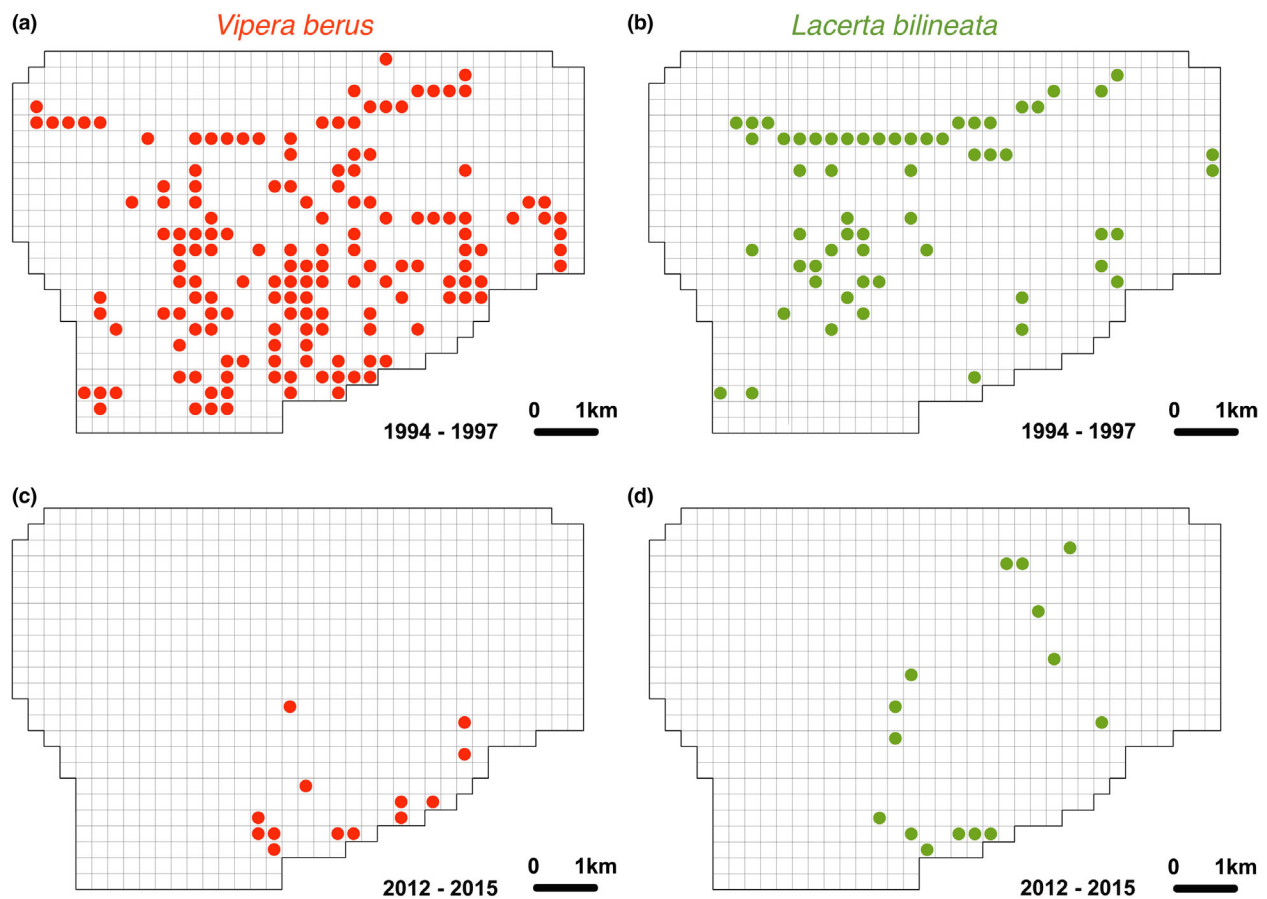 (a) Vipera berus
(b) Lacerta bilineata
0 1km
1994 - 1997
0 1km
1994 - 1997
(c)
(d)
0 1km
2012 - 2015
0 1km
2012 - 2015